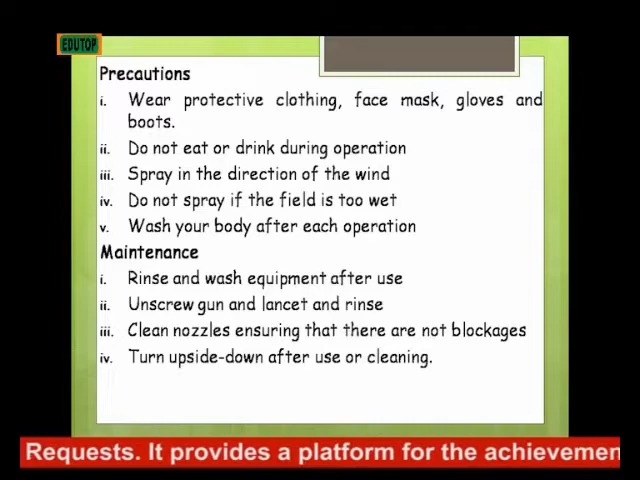 EDUTOP
Precautions
i. Wear protective clothing, face mask, gloves and
boots.
ii. Do not eat or drink during operation
iii. Spray in the direction of the wind
iv. Do not spray if the field is too wet
v. Wash your body after each operation
Maintenance
i. Rinse and wash equipment after use
ii. Unscrew gun and lancet and rinse
iii. Clean nozzles ensuring that there are not blockages
iv. Turn upside-down after use or cleaning.
Requests. It provides a platform for the achievemen